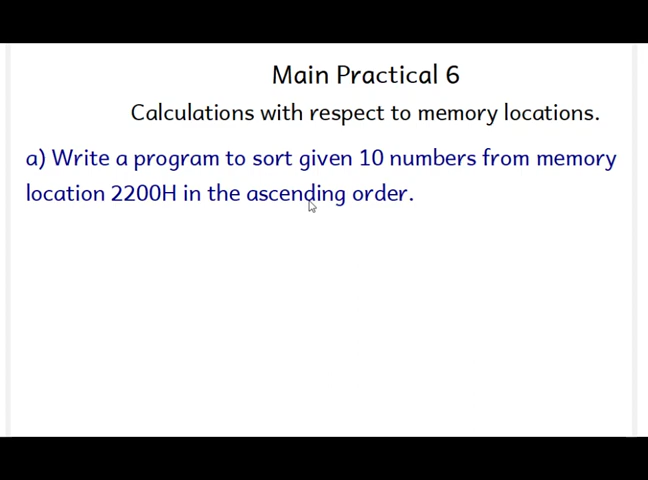 Main Practical 6
Calculations with respect to memory locations.
a) Write a program to sort given 10 numbers from memory
location 2200H in the ascending order.